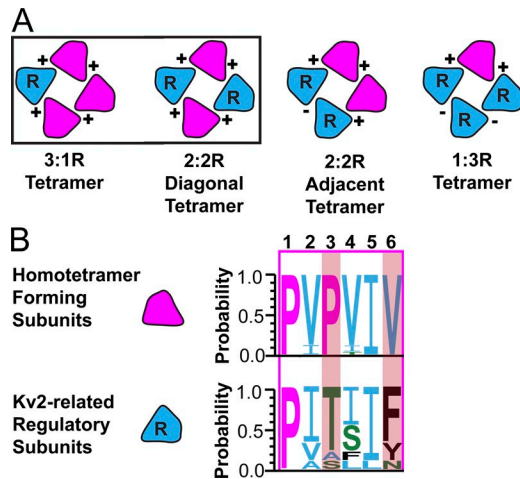 A
+ + + + R
+ + + R R
+ + + - R R
+ + - - R R R
3:1R
Tetramer
2:2R
Diagonal
Tetramer
2:2R
Adjacent
Tetramer
1:3R
Tetramer
B
1 2 3 4 5 6
Homotetramer
Forming
Subunits
Probability
1.0
0.5
0.0
P V P V I V
I
Kv2-related
Regulatory
Subunits
R
Probability
1.0
0.5
0.0
P I T I I F
V A S L Y
A S F L N
L